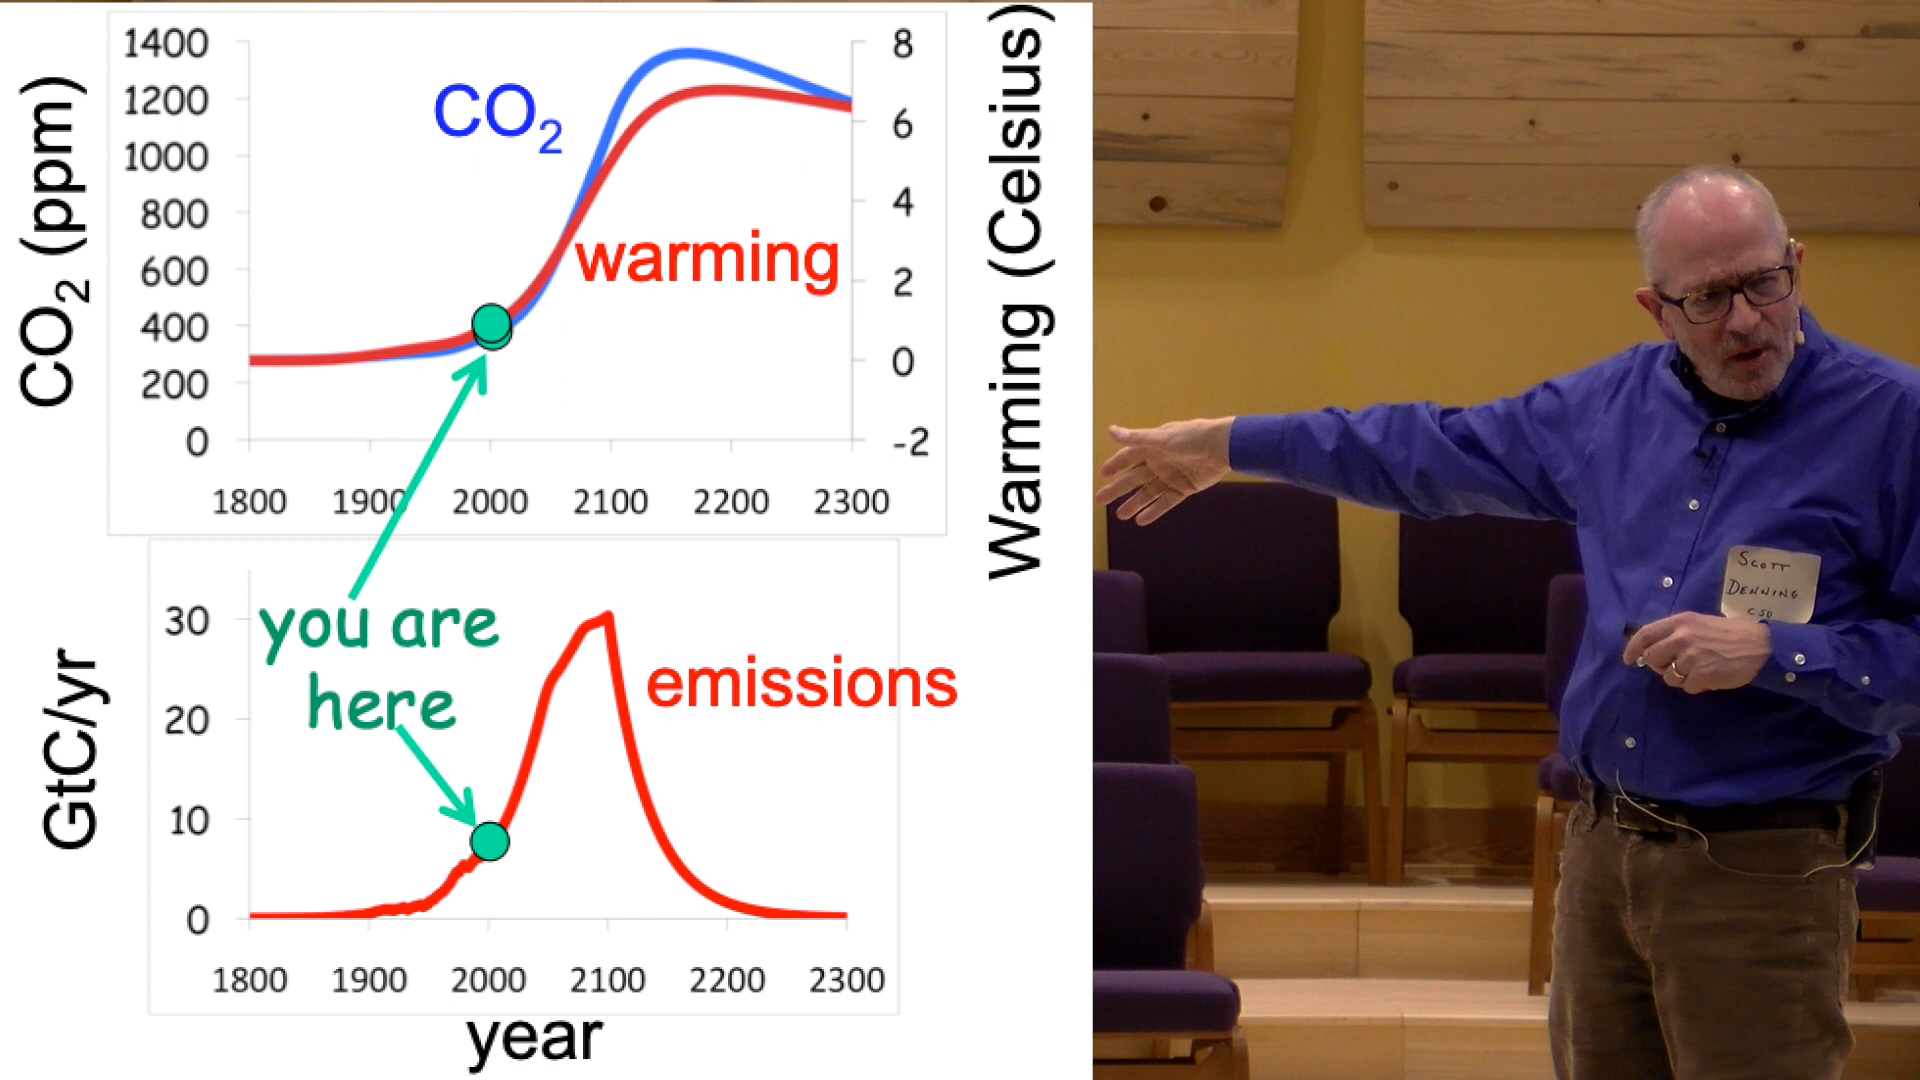 CO2 (ppm)
1400
1200
1000
800
600
400
200
0
CO2
warming
8
6
4
2
0
-2
Warming (Celsius)
1800 1900 2000 2100 2200 2300
GtC/yr
30
20
10
0
you are
here
emissions
1800 1900 2000 2100 2200 2300
year
SCOTT
DENNING
CSU